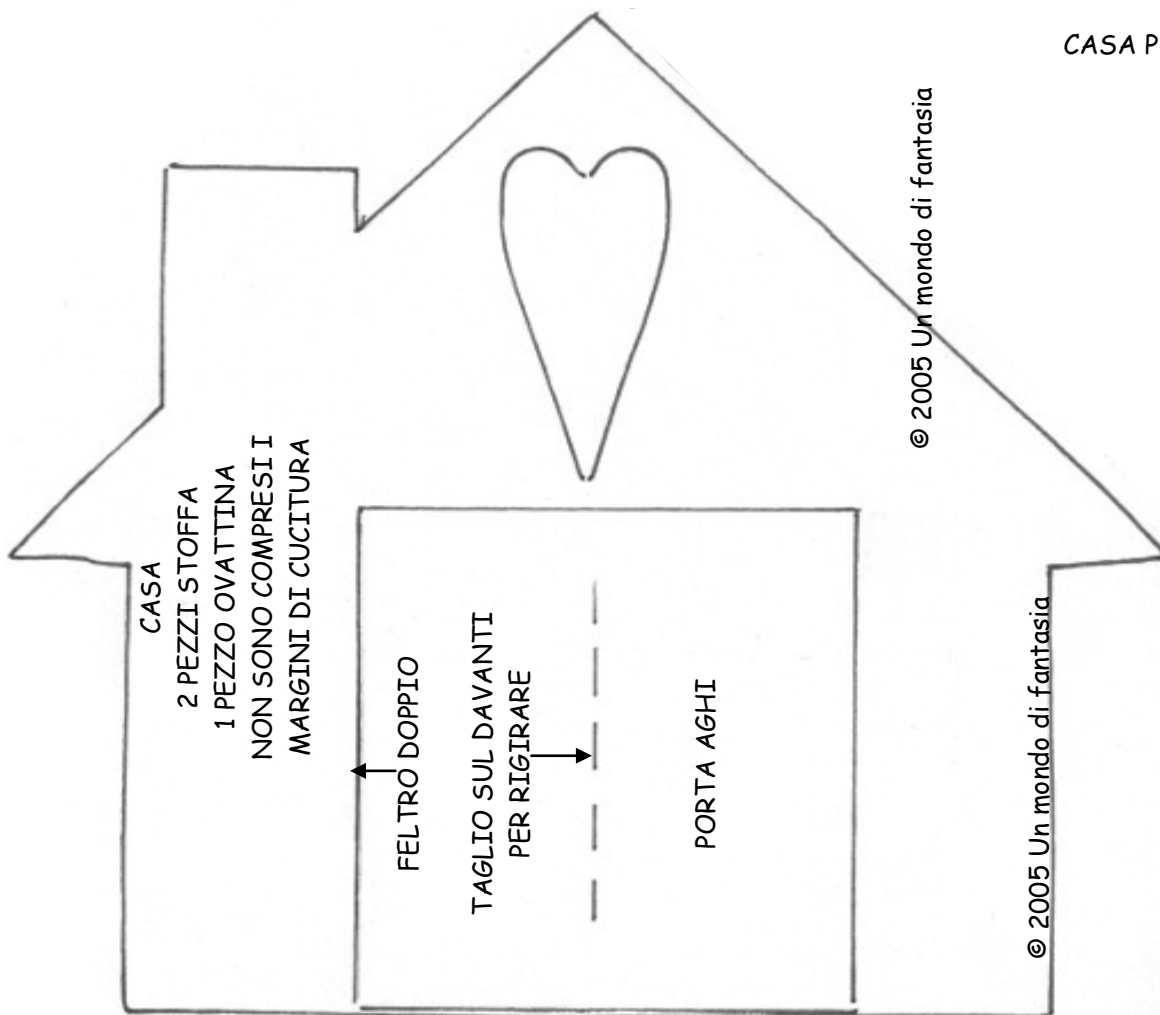 CASA P
© 2005 Un mondo di fantasia
CASA
2 PEZZI STOFFA
1 PEZZO OVATTINA
NON SONO COMPRESI I
MARGINI DI CUCITURA
FELTRO DOPPIO
TAGLIO SUL DAVANTI
PER RIGIRARE
PORTA AGHI
© 2005 Un mondo di fantasia